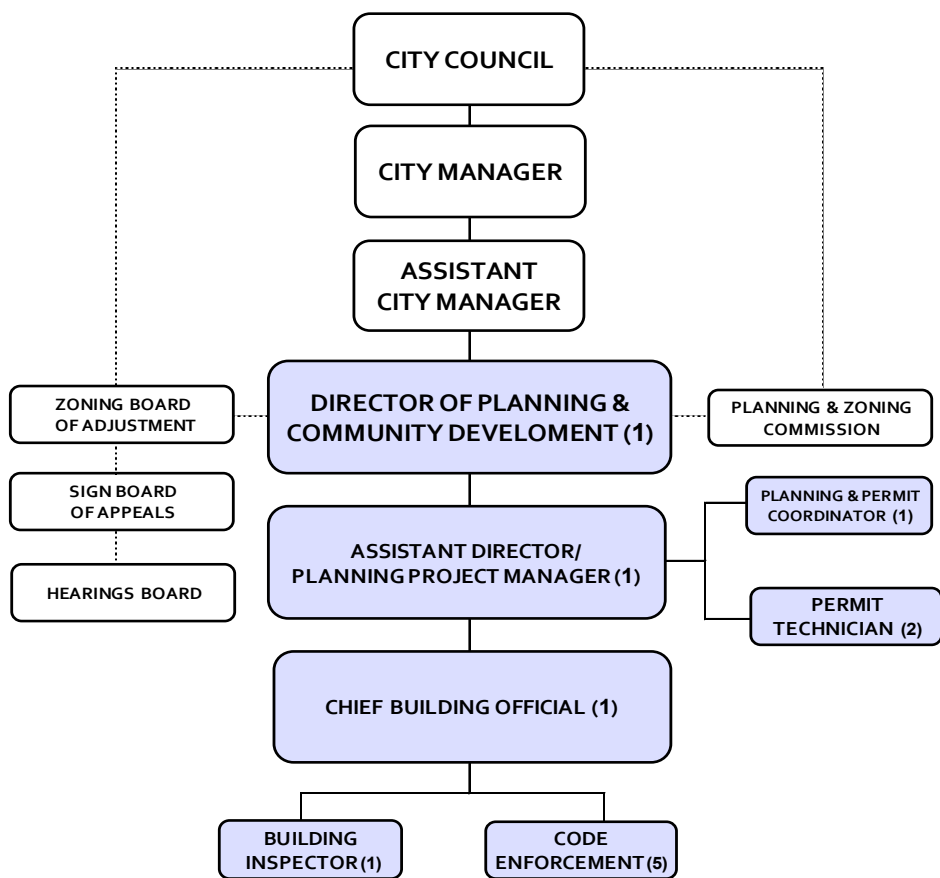 CITY COUNCIL
CITY MANAGER
ASSISTANT
CITY MANAGER
DIRECTOR OF PLANNING &
COMMUNITY DEVELOMENT (1)
ZONING BOARD
OF ADJUSTMENT
PLANNING & ZONING
COMMISSION
SIGN BOARD
OF APPEALS
PLANNING & PERMIT
COORDINATOR (1)
ASSISTANT DIRECTOR/
PLANNING PROJECT MANAGER (1)
HEARINGS BOARD
PERMIT
TECHNICIAN (2)
CHIEF BUILDING OFFICIAL (1)
BUILDING
INSPECTOR (1)
CODE
ENFORCEMENT (5)